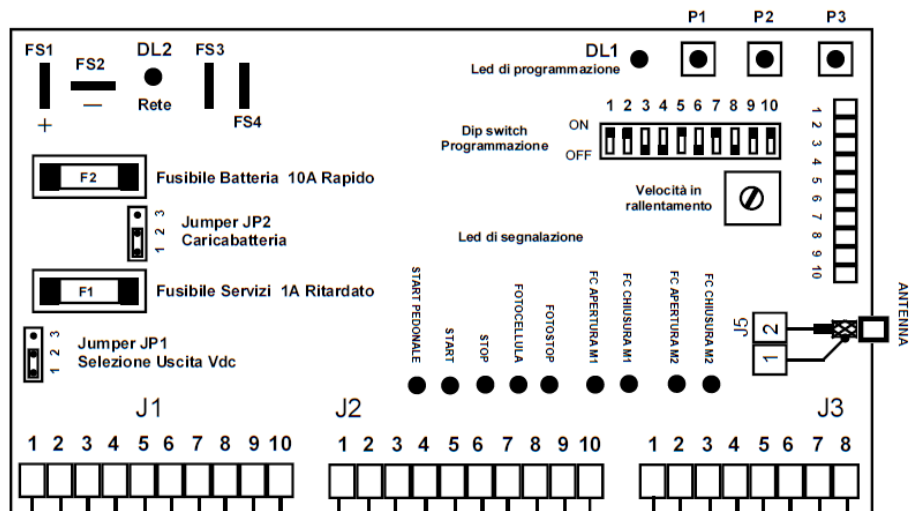 P1 P2 P3
FS1 FS2 DL2 FS3
DL1
Led di programmazione
+ — Rete FS4
1 2 3 4 5 6 7 8 9 10
ON
OFF
Dip switch
Programmazione
1 2 3 4 5 6 7 8 9 10
F2 Fusibile Batteria 10A Rapido
Velocità in
rallentamento
1 2 3
Jumper JP2
Caricabatteria
Led di segnalazione
F1 Fusibile Servizi 1A Ritardato
START PEDONALE
START
STOP
FOTOCELLULA
FOTOSTOP
FC APERTURA M1
FC CHIUSURA M1
FC APERTURA M2
FC CHIUSURA M2
J5
2
1
ANTENNA
1 2 3
Jumper JP1
Selezione Uscita Vdc
J1 J2 J3
1 2 3 4 5 6 7 8 9 10
1 2 3 4 5 6 7 8 9 10
1 2 3 4 5 6 7 8